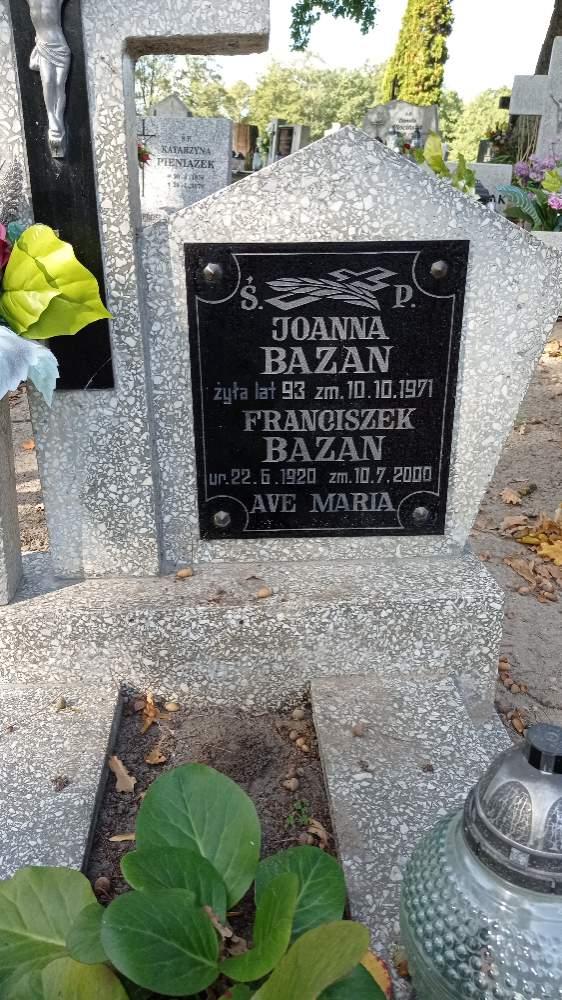 Ś. P.
JOANNA
BAZAN
żyła lat 93 zm. 10.10.1971
FRANCISZEK
BAZAN
ur. 22.6.1920 zm. 10.7.2000
AVE MARIA
Ś.P.
KATARZYNA
PIENIĄŻEK